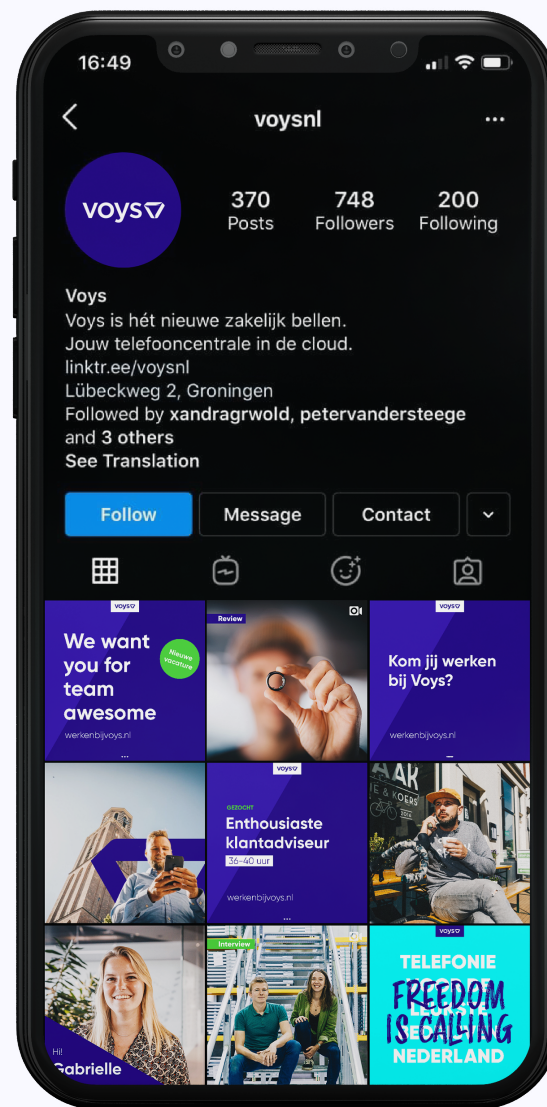 16:49
voysnl
voys
370
748
200
Posts
Followers
Following
Voys
Voys is hét nieuwe zakelijk bellen.
Jouw telefooncentrale in de cloud.
linktr.ee/voysnl
Lübeckweg 2, Groningen
Followed by xandragrwold, petervandersteege
and 3 others
See Translation
Follow
Message
Contact
voys
We want
you for
team
awesome
Nieuwe
vacature
werkenbijvoys.nl
Review
voys
Kom jij werken
bij Voys?
werkenbijvoys.nl
voys
GEZOCHT
Enthousiaste
klantadviseur
36-40 uur
werkenbijvoys.nl
& KOERS
Hi!
Gabrielle
Interview
voys
TELEFONIE
FREEDOM
IS CALLING
NEDERLAND